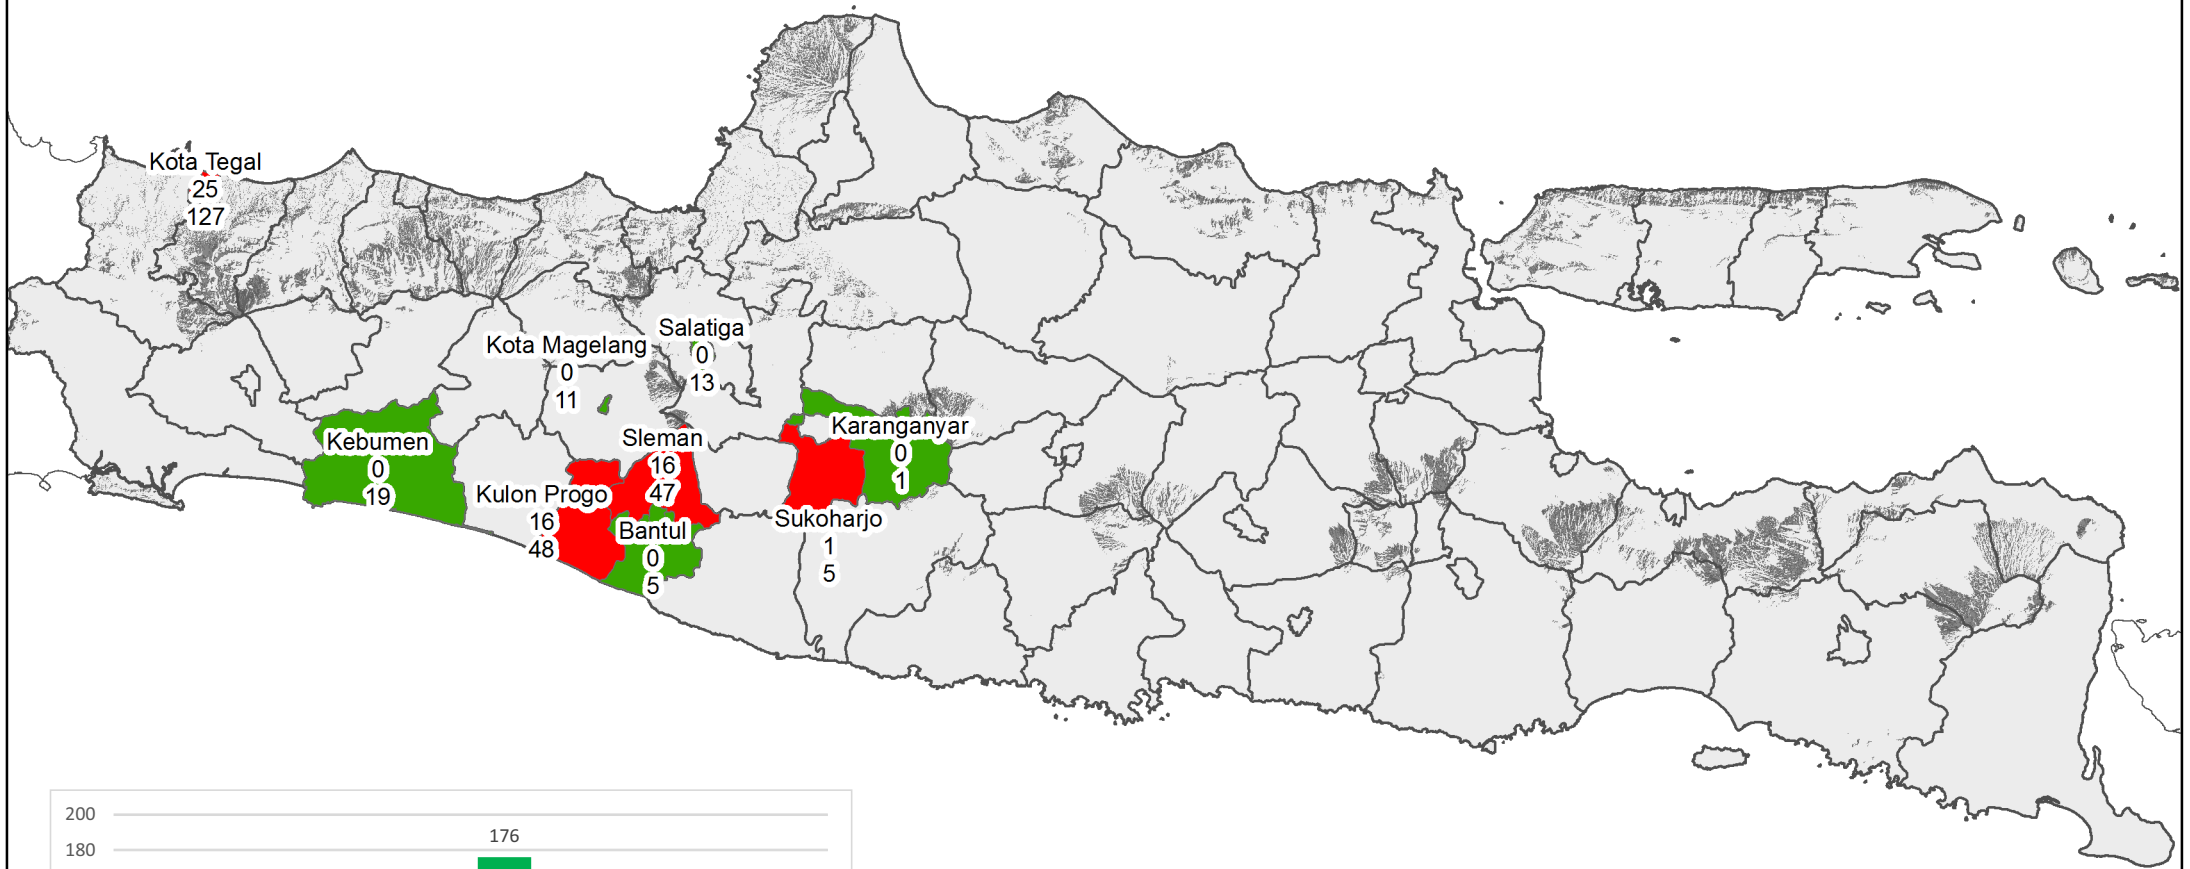 Kota Tegal
25
127
Salatiga
0
13
Kota Magelang
0
11
Karanganyar
0
1
Kebumen
0
19
Sleman
16
47
Kulon Progo
16
48
Bantul
0
5
Sukoharjo
1
5
200
176
180